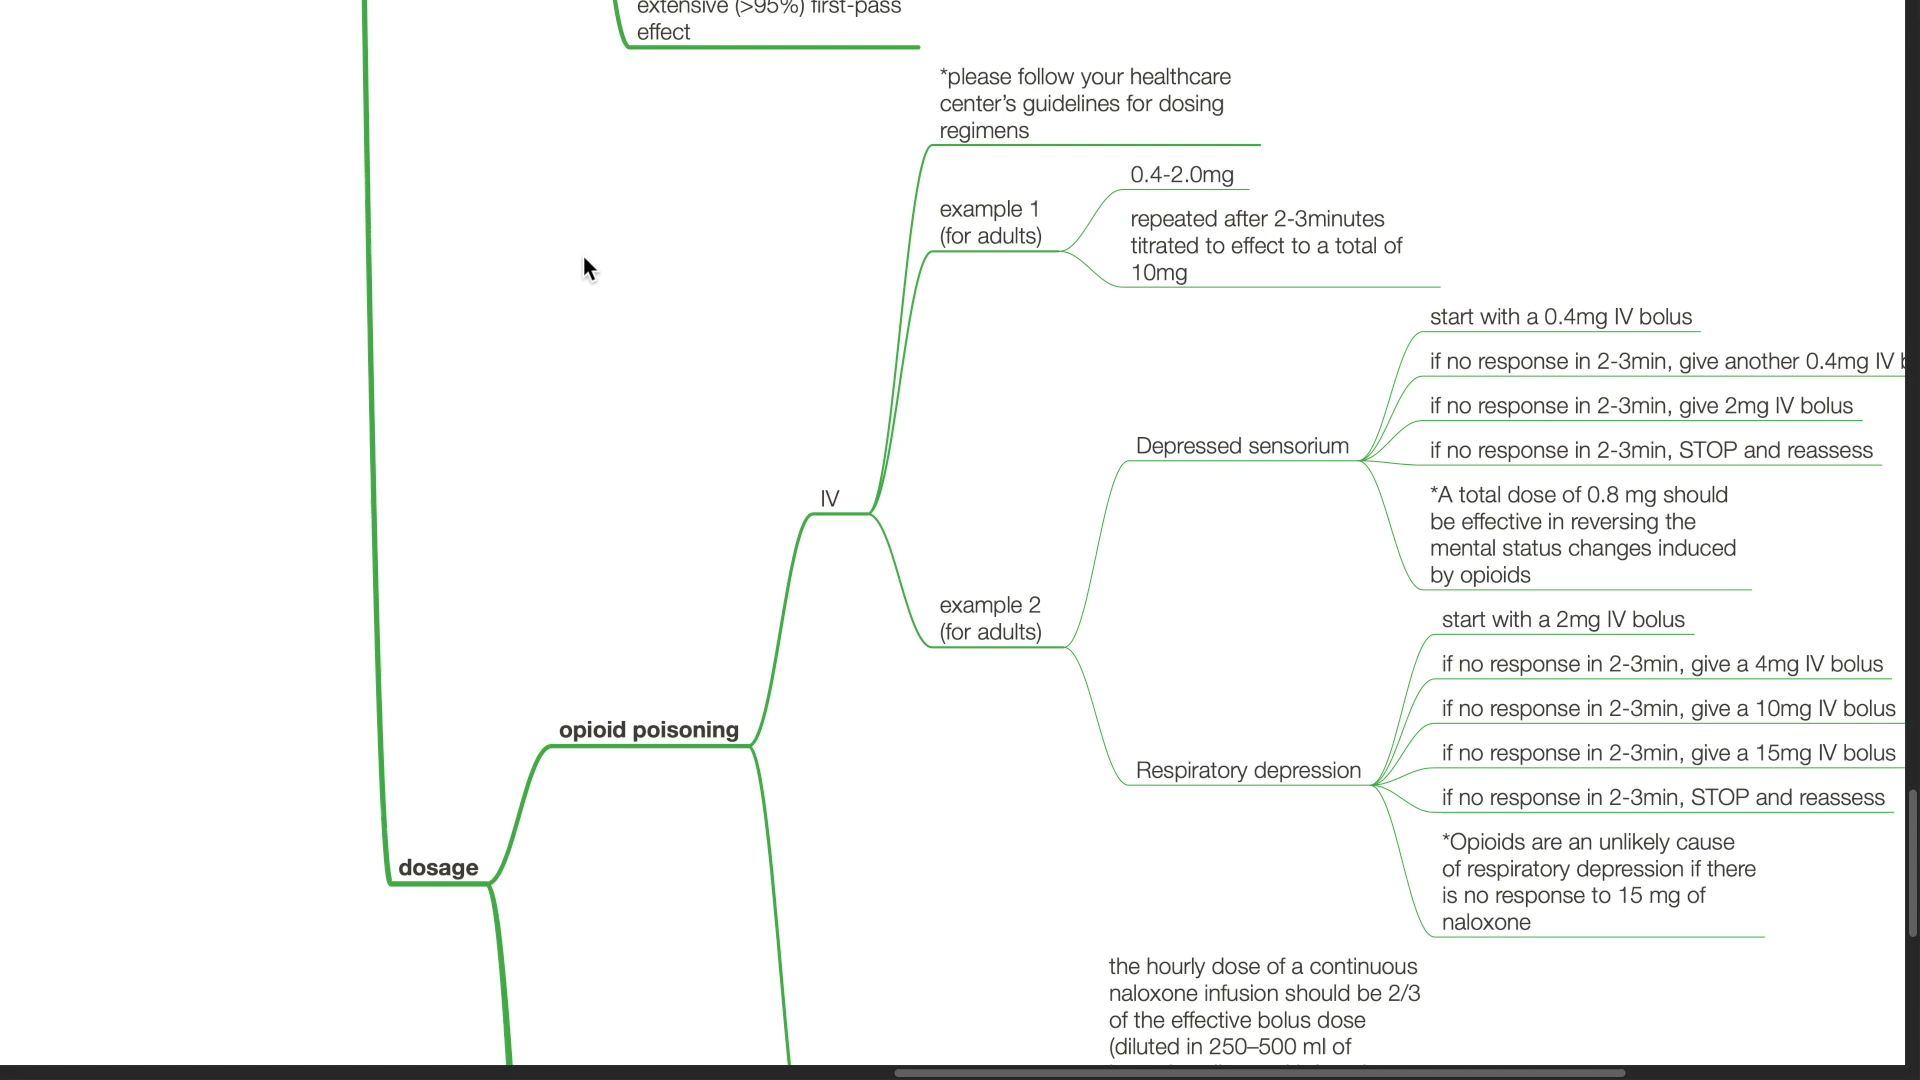 extensive (>95%) first-pass
effect
*please follow your healthcare
center's guidelines for dosing
regimens
0.4-2.0mg
example 1
(for adults)
repeated after 2-3minutes
titrated to effect to a total of
10mg
start with a 0.4mg IV bolus
if no response in 2-3min, give another 0.4mg IV
if no response in 2-3min, give 2mg IV bolus
Depressed sensorium
if no response in 2-3min, STOP and reassess
*A total dose of 0.8 mg should
be effective in reversing the
mental status changes induced
by opioids
IV
example 2
(for adults)
start with a 2mg IV bolus
if no response in 2-3min, give a 4mg IV bolus
if no response in 2-3min, give a 10mg IV bolus
if no response in 2-3min, give a 15mg IV bolus
Respiratory depression
if no response in 2-3min, STOP and reassess
*Opioids are an unlikely cause
of respiratory depression if there
is no response to 15 mg of
naloxone
opioid poisoning
dosage
the hourly dose of a continuous
naloxone infusion should be 2/3
of the effective bolus dose
(diluted in 250–500 ml of